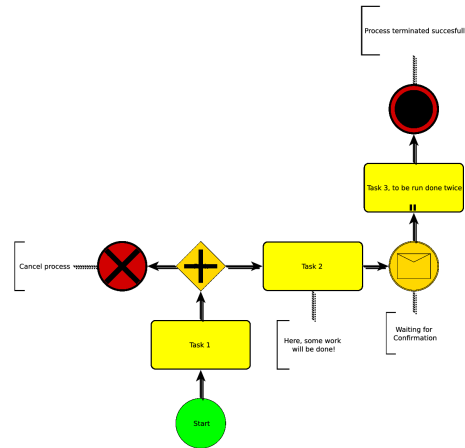 Process terminated succesfull
Task 3, to be run done twice
Cancel process
Task 2
Waiting for
Confirmation
Here, some work
will be done!
Task 1
Start